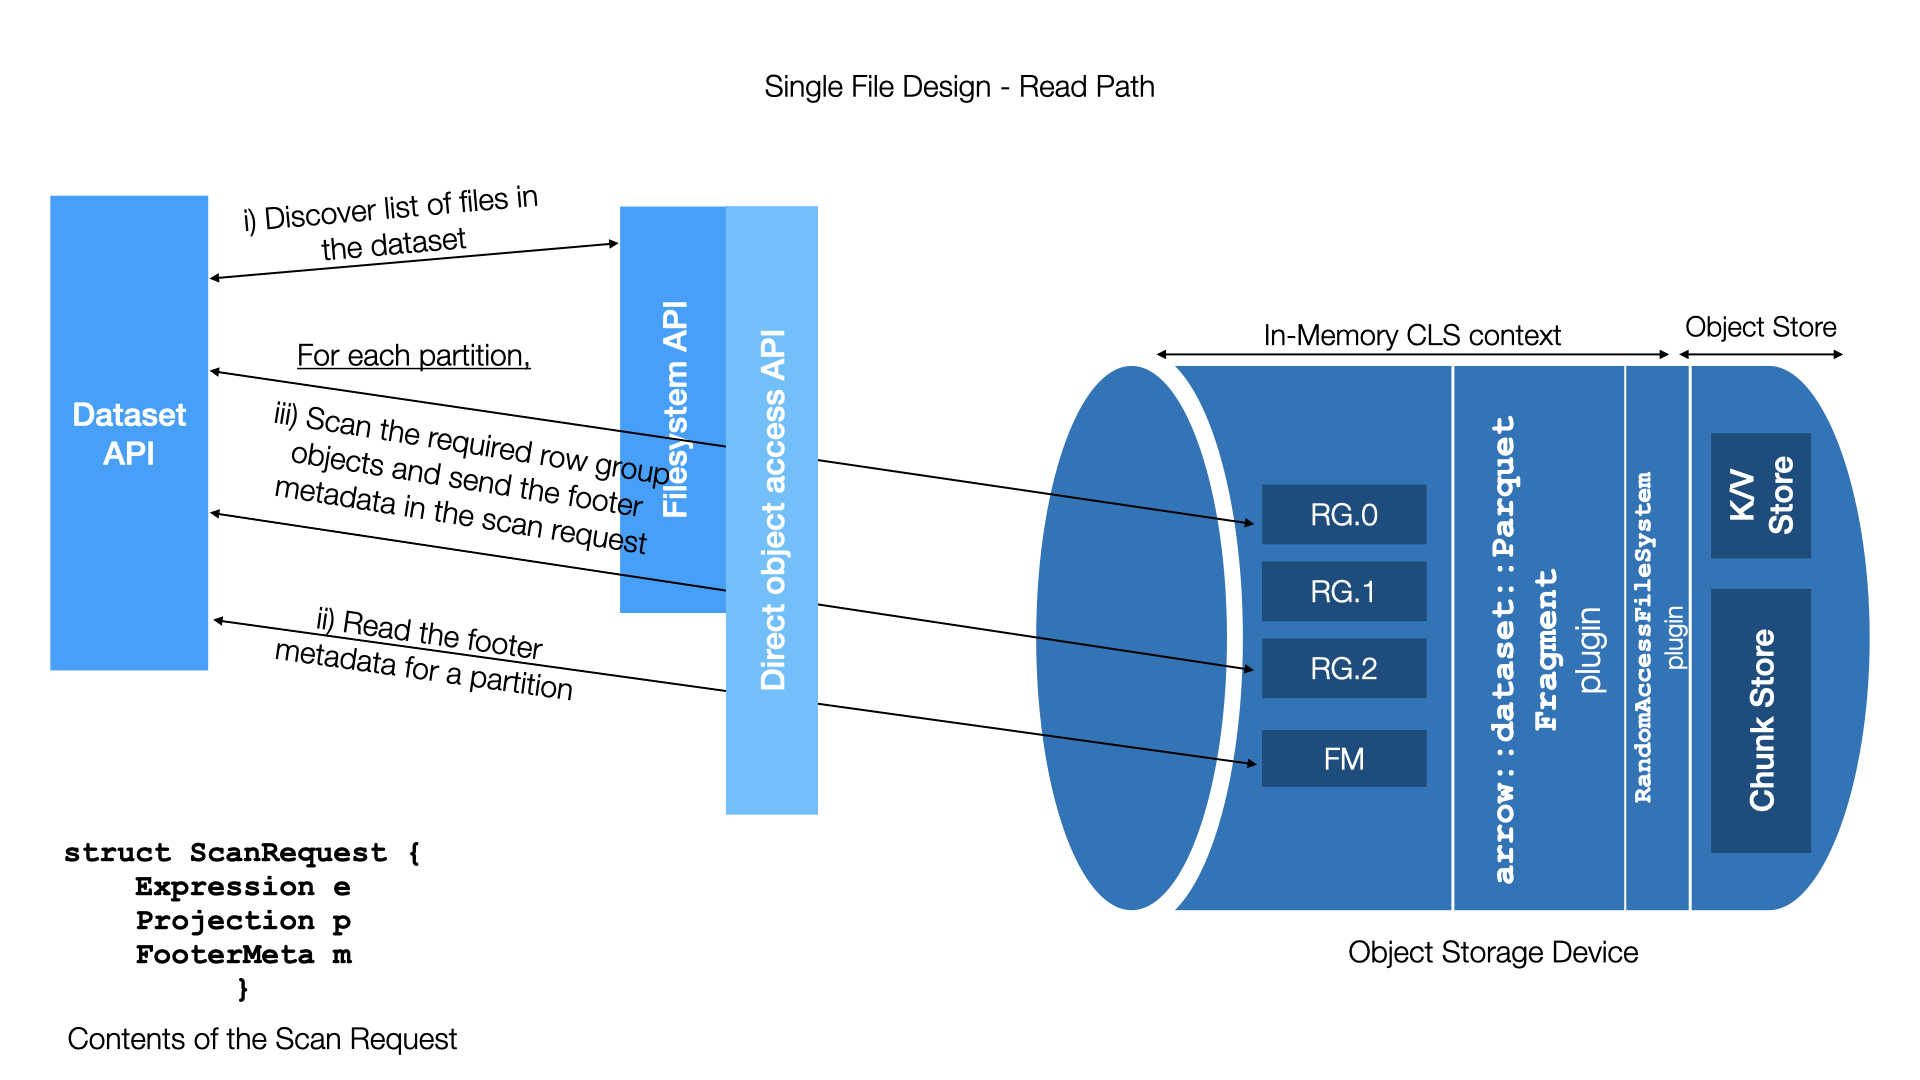 Single File Design - Read Path
i) Discover list of files in
the dataset
For each partition,
iii) Scan the required row group
objects and send the footer
metadata in the scan request
ii) Read the footer
metadata for a partition
Dataset
API
Filesystem API
Direct object access API
In-Memory CLS context
Object Store
RG.0
RG.1
RG.2
FM
arrow::dataset::Parquet
Fragment
plugin
RandomAccessFileSystem
plugin
K/V
Store
Chunk Store
Object Storage Device
struct ScanRequest {
Expression e
Projection p
FooterMeta m
}
Contents of the Scan Request